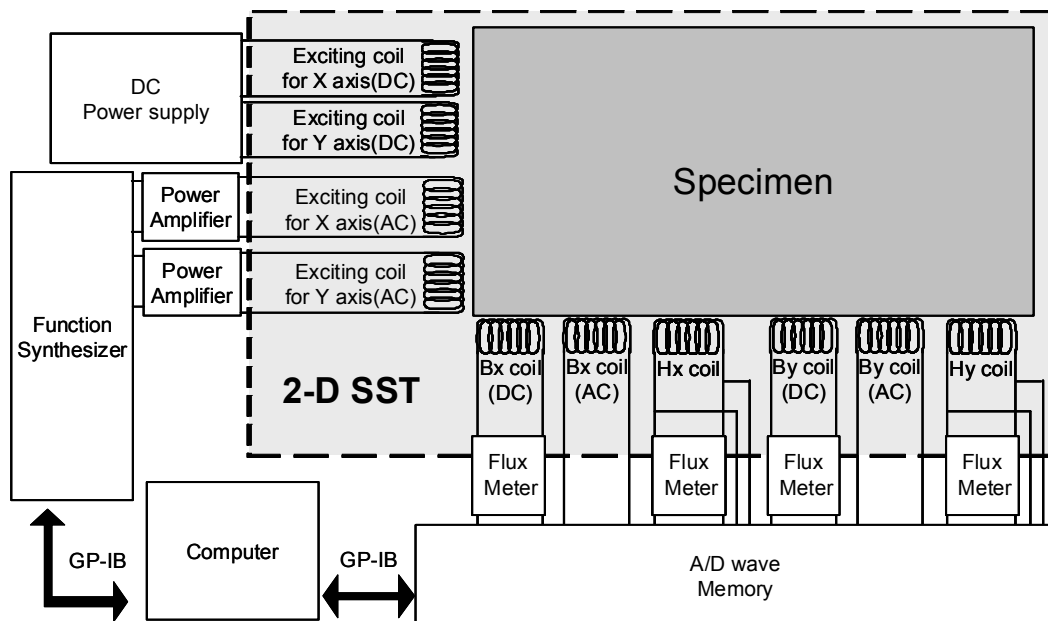 DC
Power supply
Exciting coil
for X axis(DC)
Exciting coil
for Y axis(DC)
Specimen
Power
Amplifier
Exciting coil
for X axis(AC)
Power
Amplifier
Exciting coil
for Y axis(AC)
Function
Synthesizer
2-D SST
Bx coil
(DC)
Bx coil
(AC)
Hx coil
By coil
(DC)
By coil
(AC)
Hy coil
Flux
Meter
Flux
Meter
Flux
Meter
Flux
Meter
GP-IB
Computer
GP-IB
A/D wave
Memory